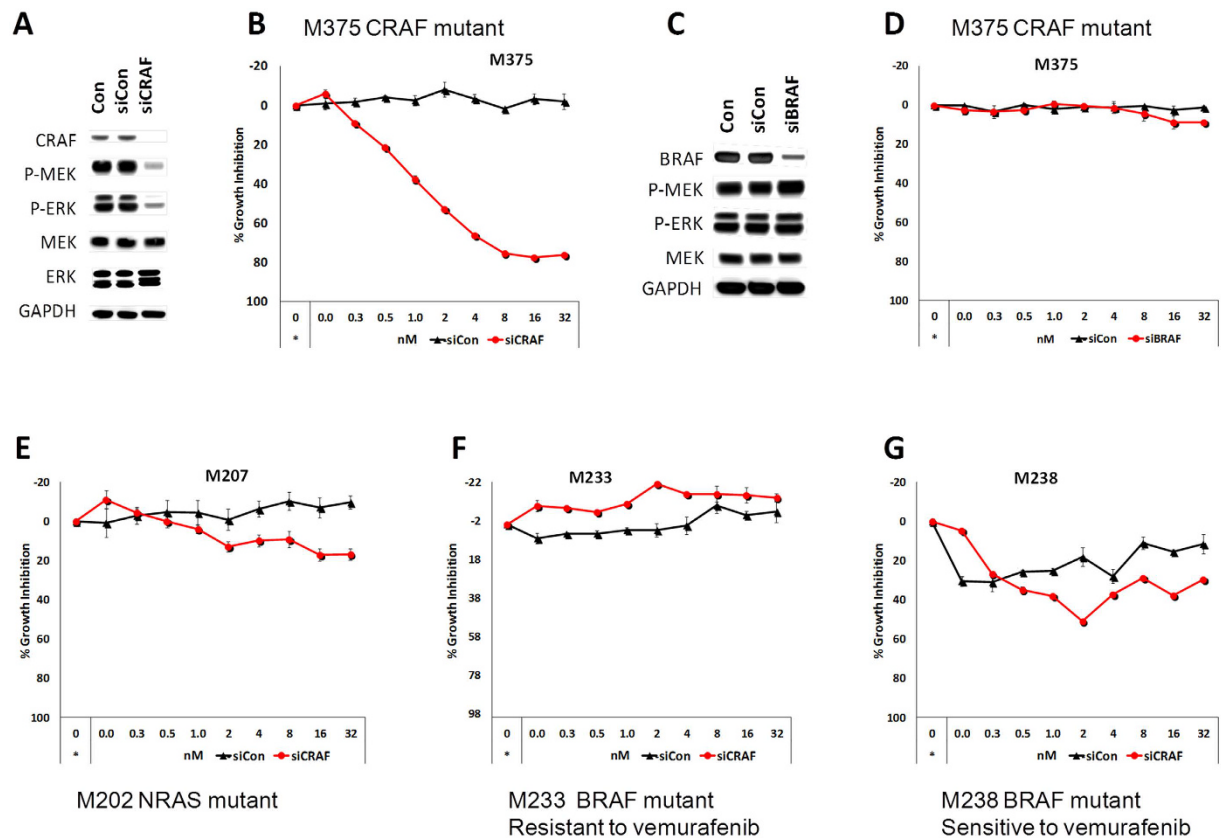 A
Con
siCon
siCRAF
CRAF
P-MEK
P-ERK
MEK
ERK
GAPDH
B
M375 CRAF mutant
M375
-20
0
20
40
60
80
100
% Growth Inhibition
0 0.0 0.3 0.5 1.0 2 4 8 16 32
* nM siCon siCRAF
C
Con
siCon
siBRAF
BRAF
P-MEK
P-ERK
MEK
GAPDH
D
M375 CRAF mutant
M375
-20
0
20
40
60
80
100
% Growth Inhibition
0 0.0 0.3 0.5 1.0 2 4 8 16 32
* nM siCon siBRAF
E
M207
-20
0
20
40
60
80
100
% Growth Inhibition
0 0.0 0.3 0.5 1.0 2 4 8 16 32
* nM siCon siCRAF
M202 NRAS mutant
F
M233
-22
-2
18
38
58
78
98
% Growth Inhibition
0 0.0 0.3 0.5 1.0 2 4 8 16 32
* nM siCon siCRAF
M233 BRAF mutant
Resistant to vemurafenib
G
M238
-20
0
20
40
60
80
100
% Growth Inhibition
0 0.0 0.3 0.5 1.0 2 4 8 16 32
* nM siCon siCRAF
M238 BRAF mutant
Sensitive to vemurafenib